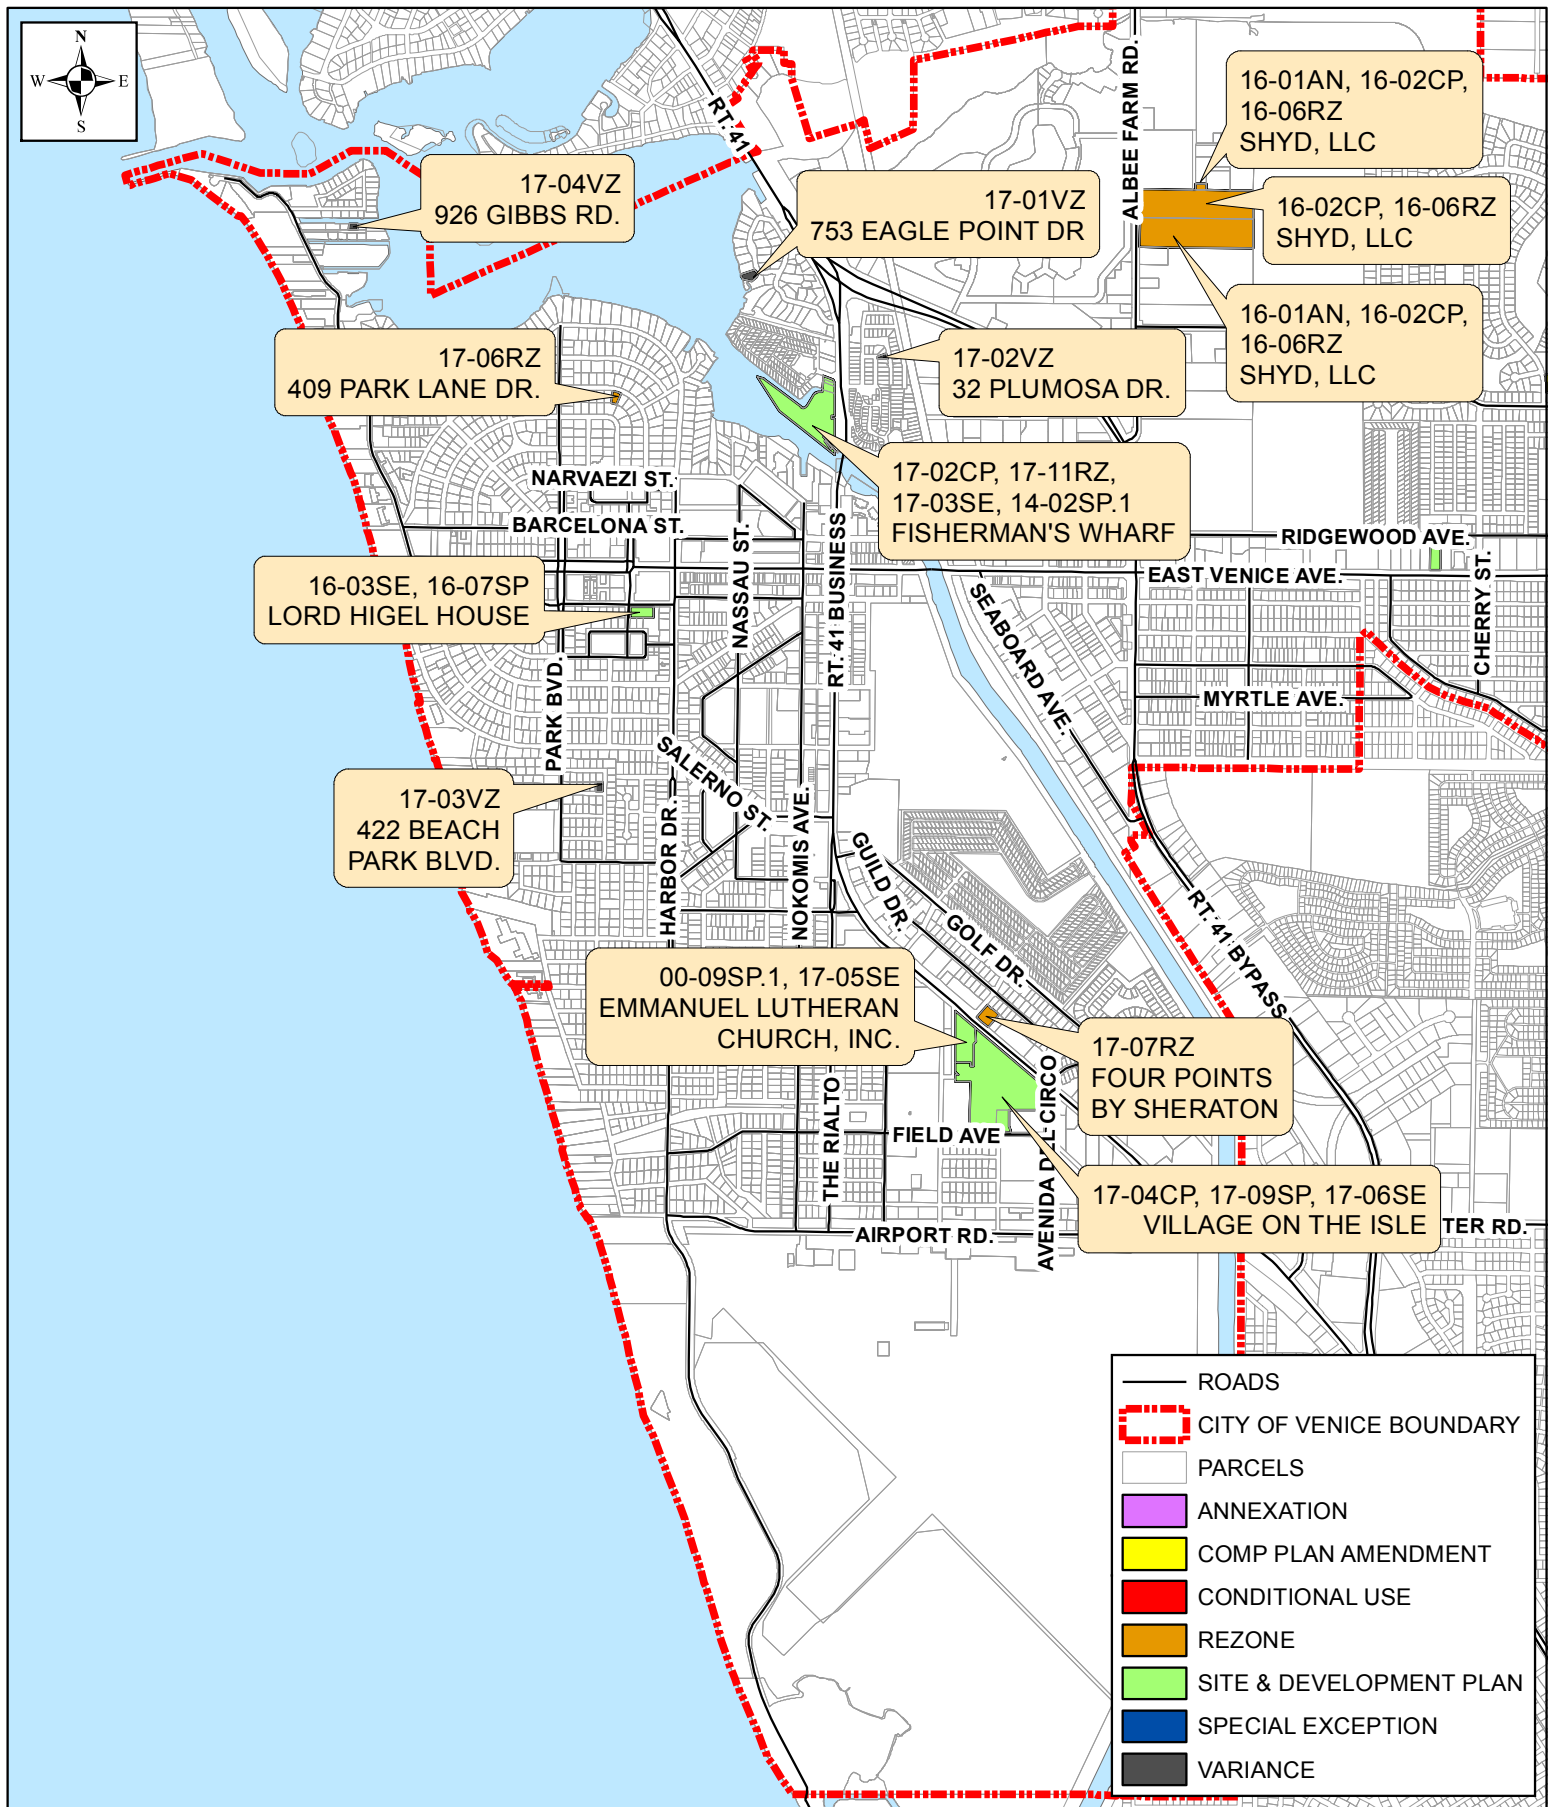 N
W E
S
RT. 41
ALBEE FARM RD.
16-01AN, 16-02CP,
16-06RZ
SHYD, LLC
17-04VZ
926 GIBBS RD.
17-01VZ
753 EAGLE POINT DR
16-02CP, 16-06RZ
SHYD, LLC
16-01AN, 16-02CP,
16-06RZ
SHYD, LLC
17-06RZ
409 PARK LANE DR.
17-02VZ
32 PLUMOSA DR.
17-02CP, 17-11RZ,
17-03SE, 14-02SP.1
FISHERMAN'S WHARF
NARVAEZI ST.
BARCELONA ST.
NASSAU ST.
RT. 41 BUSINESS
RIDGEWOOD AVE.
EAST VENICE AVE.
CHERRY ST.
16-03SE, 16-07SP
LORD HIGEL HOUSE
SEABOARD AVE.
MYRTLE AVE.
PARK BVD.
SALERNO ST.
17-03VZ
422 BEACH
PARK BLVD.
HARBOR DR.
NOKOMIS AVE.
GUILD DR.
GOLF DR.
RT. 41 BYPASS
00-09SP.1, 17-05SE
EMMANUEL LUTHERAN
CHURCH, INC.
17-07RZ
FOUR POINTS
BY SHERATON
THE RIALTO
FIELD AVE
AVENIDA DEL CIRCO
17-04CP, 17-09SP, 17-06SE
VILLAGE ON THE ISLE
AIRPORT RD.
TER RD.
ROADS
CITY OF VENICE BOUNDARY
PARCELS
ANNEXATION
COMP PLAN AMENDMENT
CONDITIONAL USE
REZONE
SITE & DEVELOPMENT PLAN
SPECIAL EXCEPTION
VARIANCE